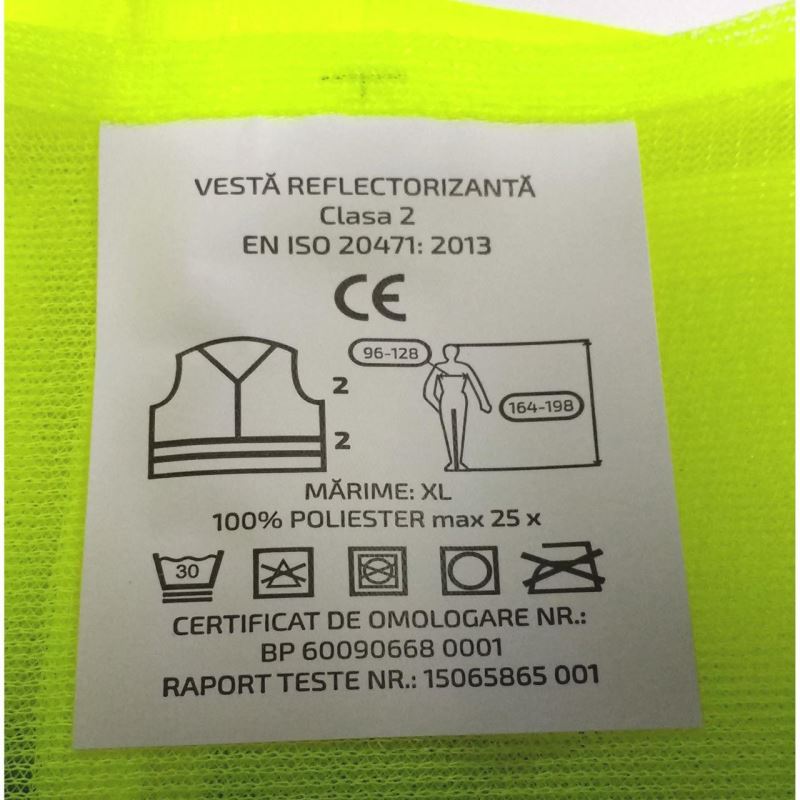 VESTĂ REFLECTORIZANTĂ
Clasa 2
EN ISO 20471: 2013
CE
96-128
2
164-198
2
MĂRIME: XL
100% POLIESTER max 25 x
30
CERTIFICAT DE OMOLOGARE NR.:
BP 60090668 0001
RAPORT TESTE NR.: 15065865 001